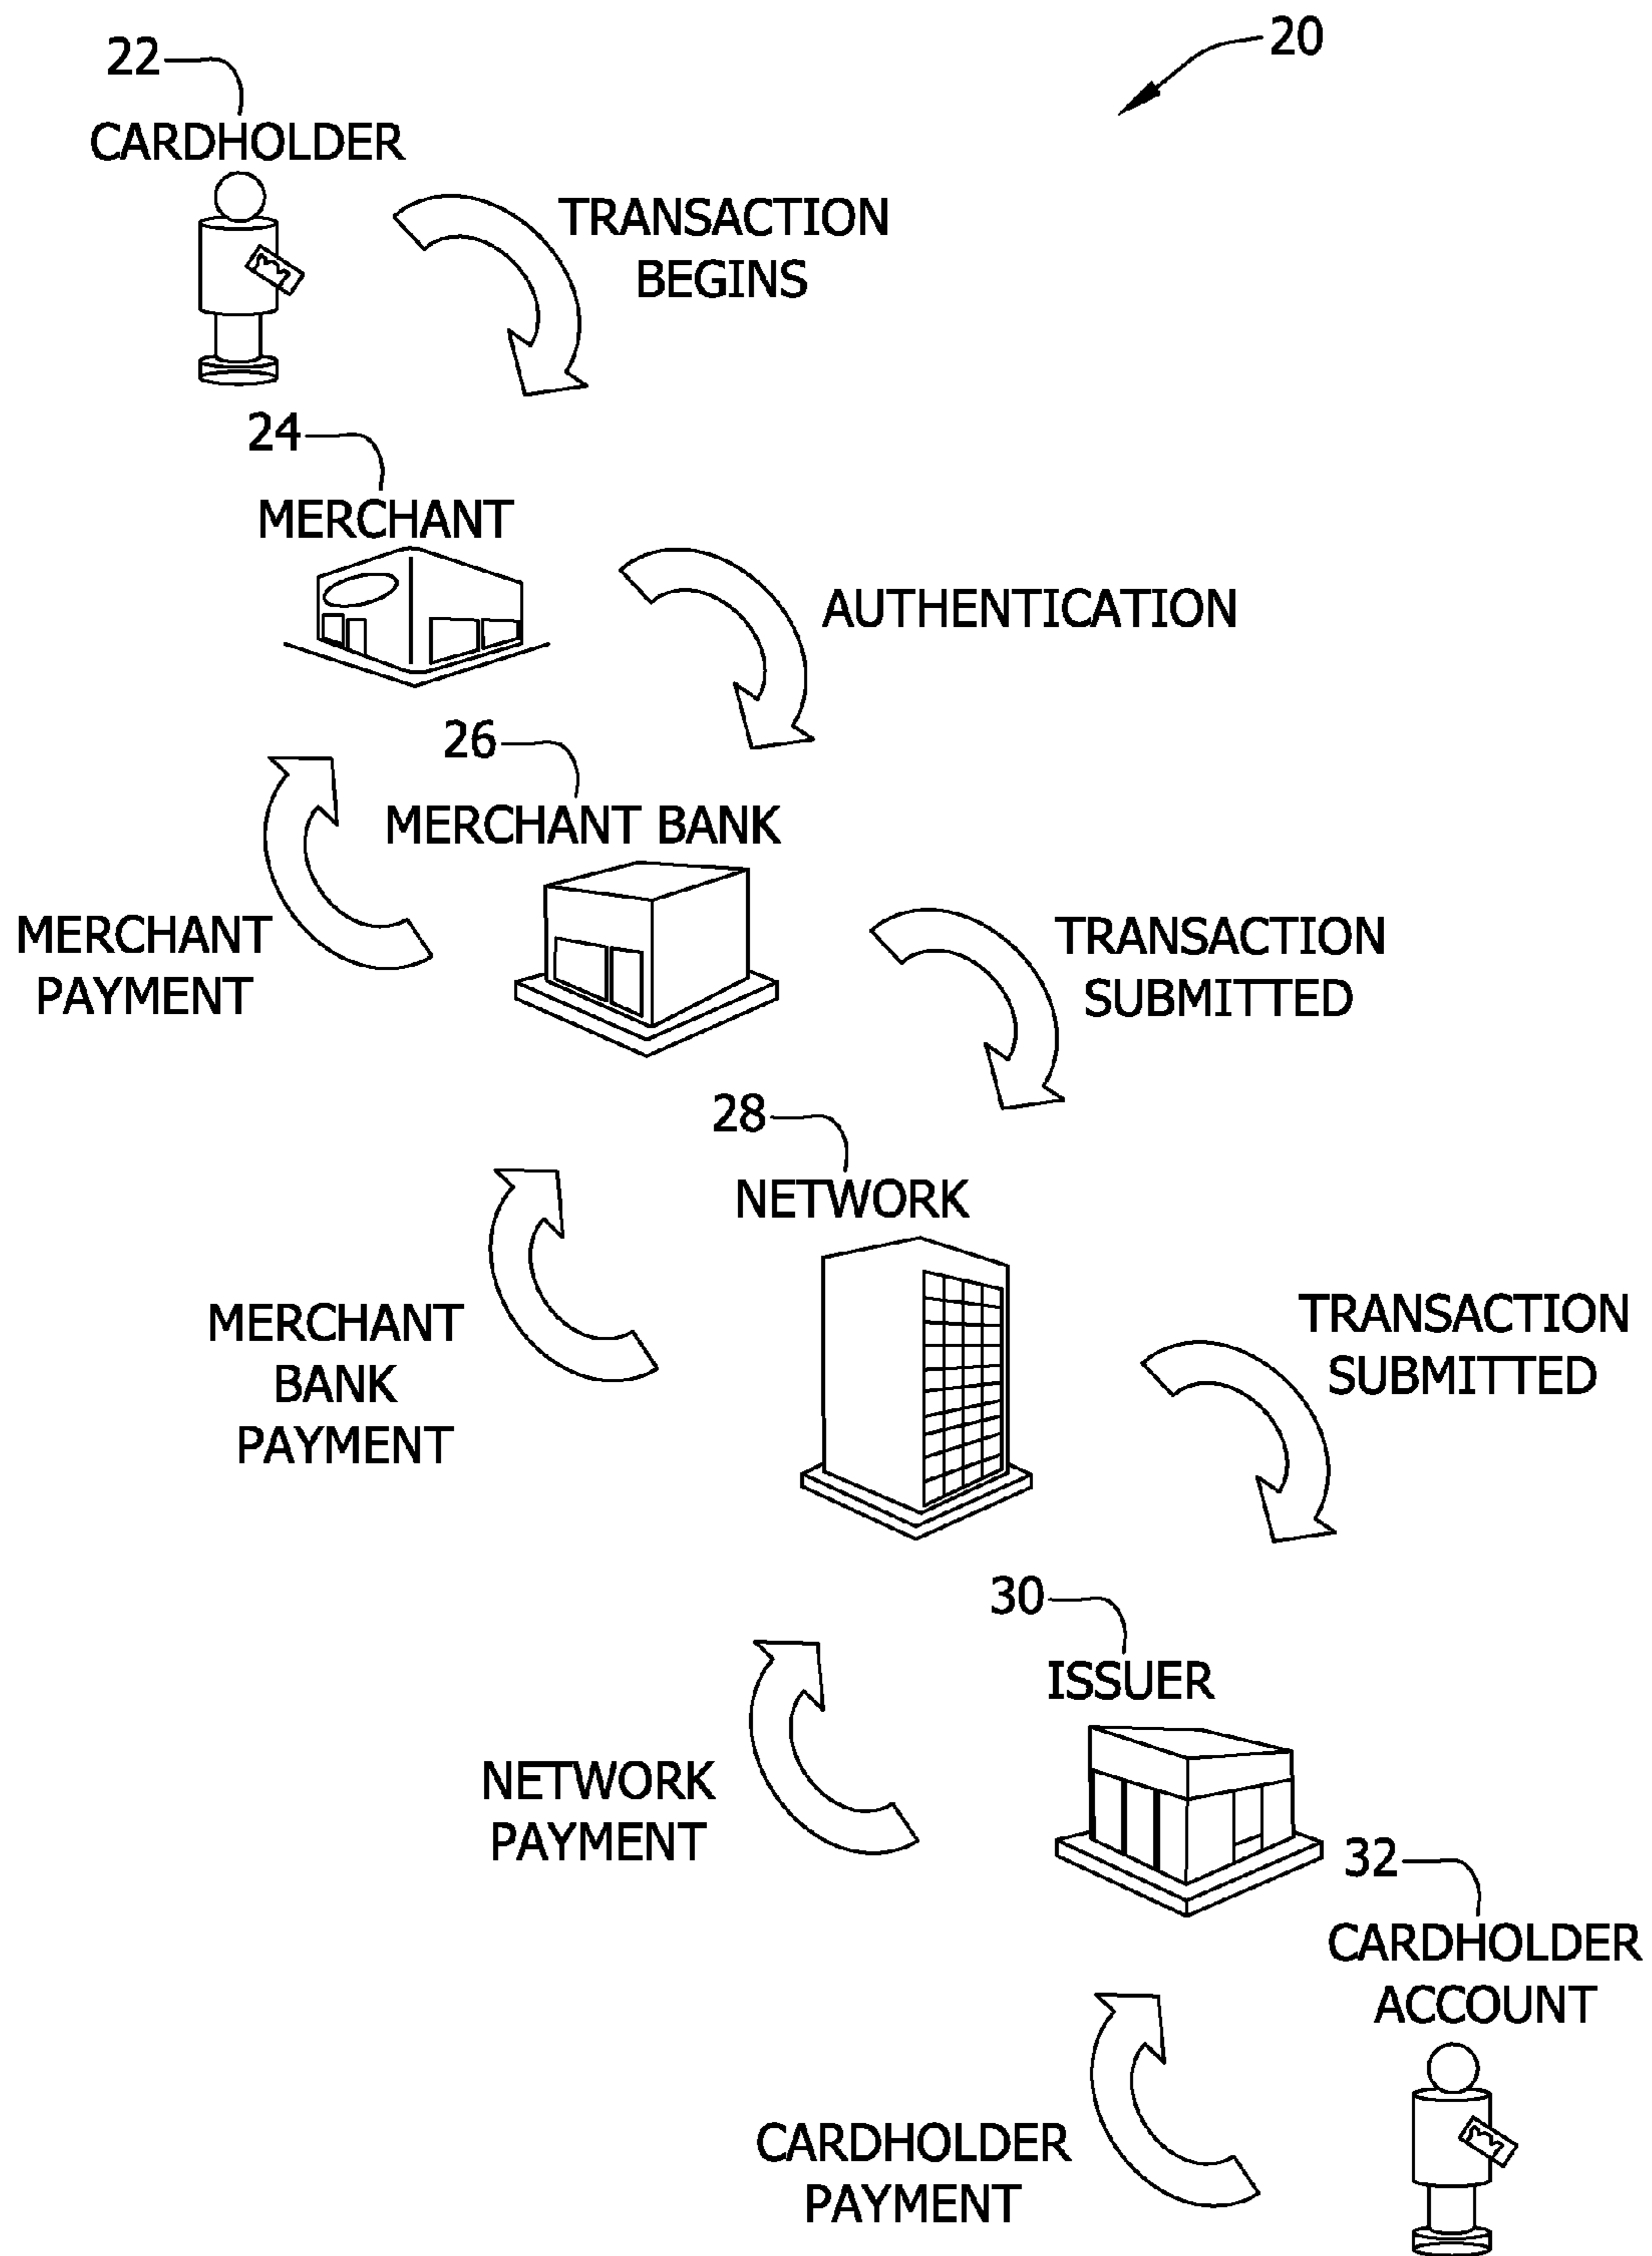 20
22
CARDHOLDER
TRANSACTION
BEGINS
24
MERCHANT
AUTHENTICATION
26
MERCHANT BANK
MERCHANT
PAYMENT
TRANSACTION
SUBMITTED
28
NETWORK
MERCHANT
BANK
PAYMENT
TRANSACTION
SUBMITTED
30
ISSUER
NETWORK
PAYMENT
32
CARDHOLDER
ACCOUNT
CARDHOLDER
PAYMENT